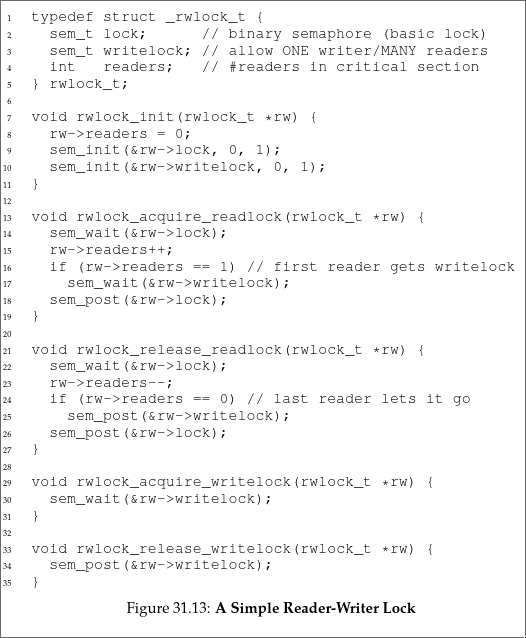 1 typedef struct _rwlock_t {
2 sem_t lock; // binary semaphore (basic lock)
3 sem_t writelock; // allow ONE writer/MANY readers
4 int readers; // #readers in critical section
5 } rwlock_t;
6
7 void rwlock_init(rwlock_t *rw) {
8 rw->readers = 0;
9 sem_init(&rw->lock, 0, 1);
10 sem_init(&rw->writelock, 0, 1);
11 }
12
13 void rwlock_acquire_readlock(rwlock_t *rw) {
14 sem_wait(&rw->lock);
15 rw->readers++;
16 if (rw->readers == 1) // first reader gets writelock
17 sem_wait(&rw->writelock);
18 sem_post(&rw->lock);
19 }
20
21 void rwlock_release_readlock(rwlock_t *rw) {
22 sem_wait(&rw->lock);
23 rw->readers--;
24 if (rw->readers == 0) // last reader lets it go
25 sem_post(&rw->writelock);
26 sem_post(&rw->lock);
27 }
28
29 void rwlock_acquire_writelock(rwlock_t *rw) {
30 sem_wait(&rw->writelock);
31 }
32
33 void rwlock_release_writelock(rwlock_t *rw) {
34 sem_post(&rw->writelock);
35 }
Figure 31.13: A Simple Reader-Writer Lock